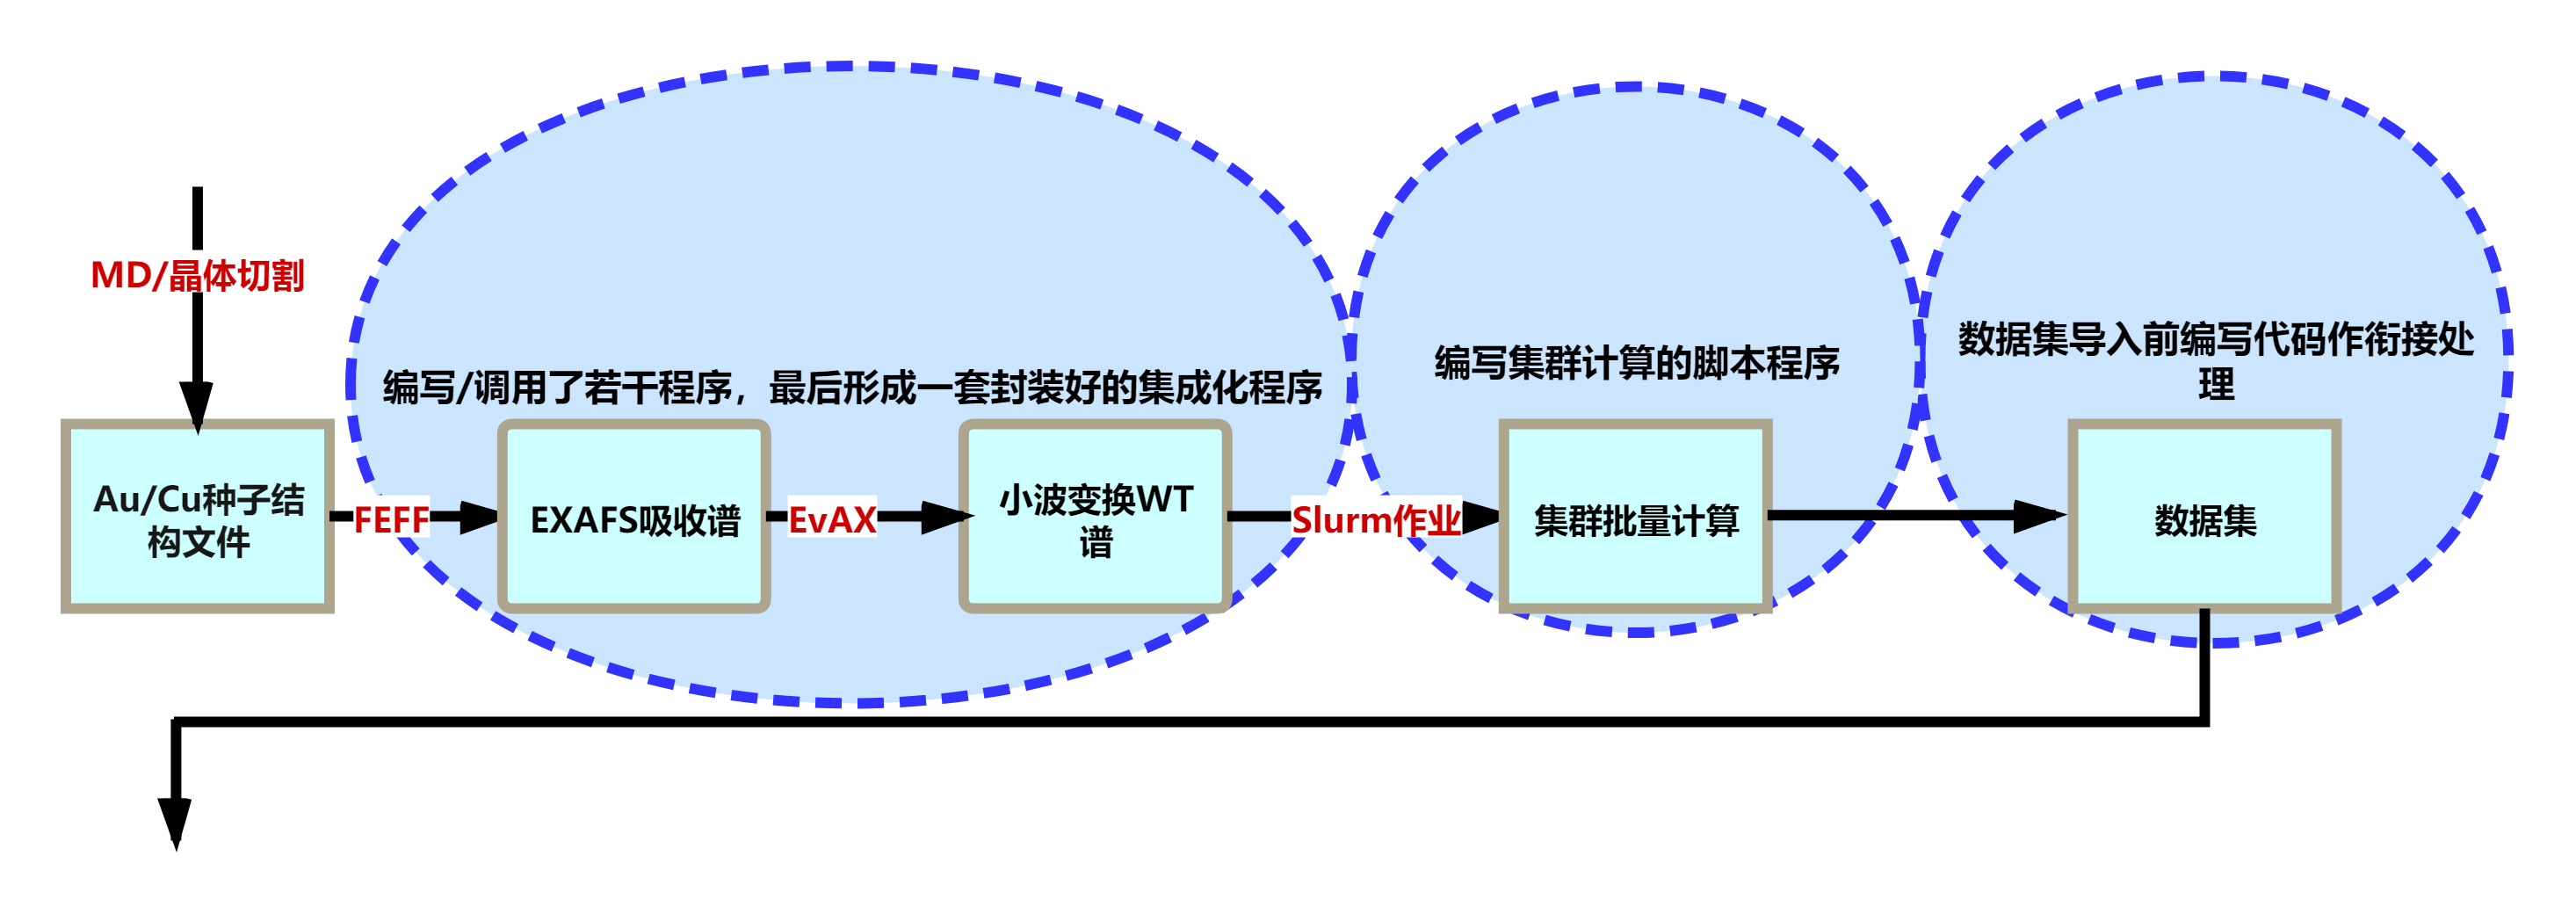 MD/晶体切割
编写/调用了若干程序，最后形成一套封装好的集成化程序
编写集群计算的脚本程序
数据集导入前编写代码作衔接处
理
Au/Cu种子结
构文件
FEFF
EXAFS吸收谱
EvAX
小波变换WT
谱
Slurm作业
集群批量计算
数据集